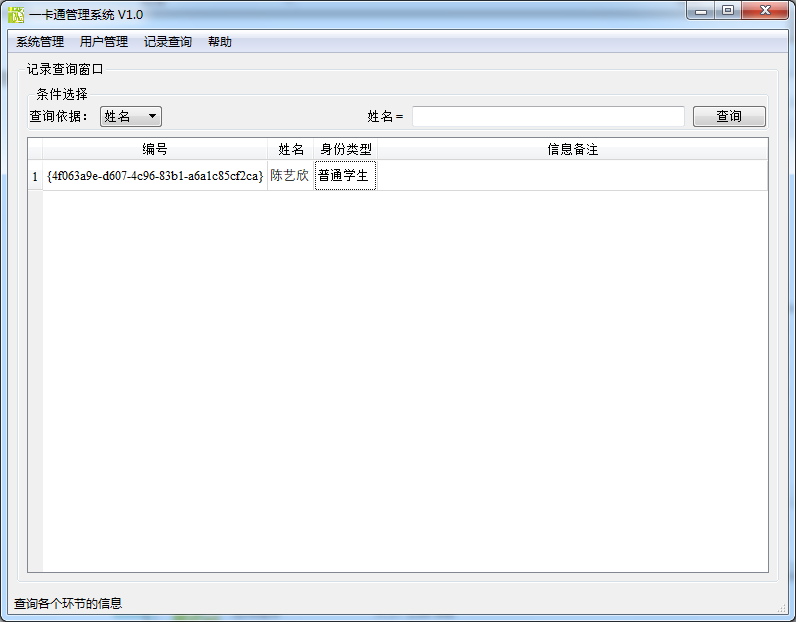 一卡通管理系统 V1.0
系统管理 用户管理 记录查询 帮助
记录查询窗口
条件选择
查询依据： 姓名 姓名 = 查询
编号 姓名 身份类型 信息备注
1 {4f063a9e-d607-4c96-83b1-a6a1c85cf2ca} 陈艺欣 普通学生
查询各个环节的信息